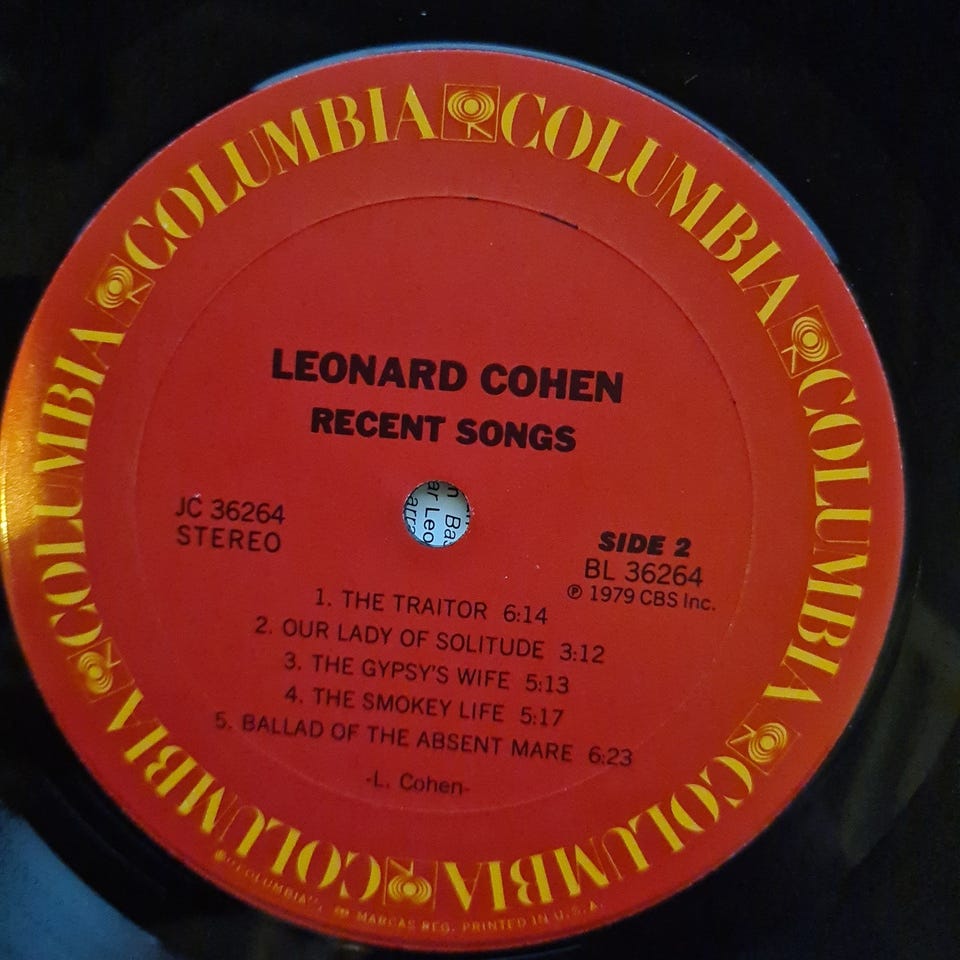 COLUMBIA COLUMBIA COLUMBIA COLUMBIA COLUMBIA COLUMBIA
LEONARD COHEN
RECENT SONGS
JC 36264
STEREO
SIDE 2
BL 36264
℗ 1979 CBS Inc.
1. THE TRAITOR 6:14
2. OUR LADY OF SOLITUDE 3:12
3. THE GYPSY'S WIFE 5:13
4. THE SMOKEY LIFE 5:17
5. BALLAD OF THE ABSENT MARE 6:23
-L. Cohen-
"COLUMBIA", MARCAS REG. PRINTED IN U.S.A.
ar Leo